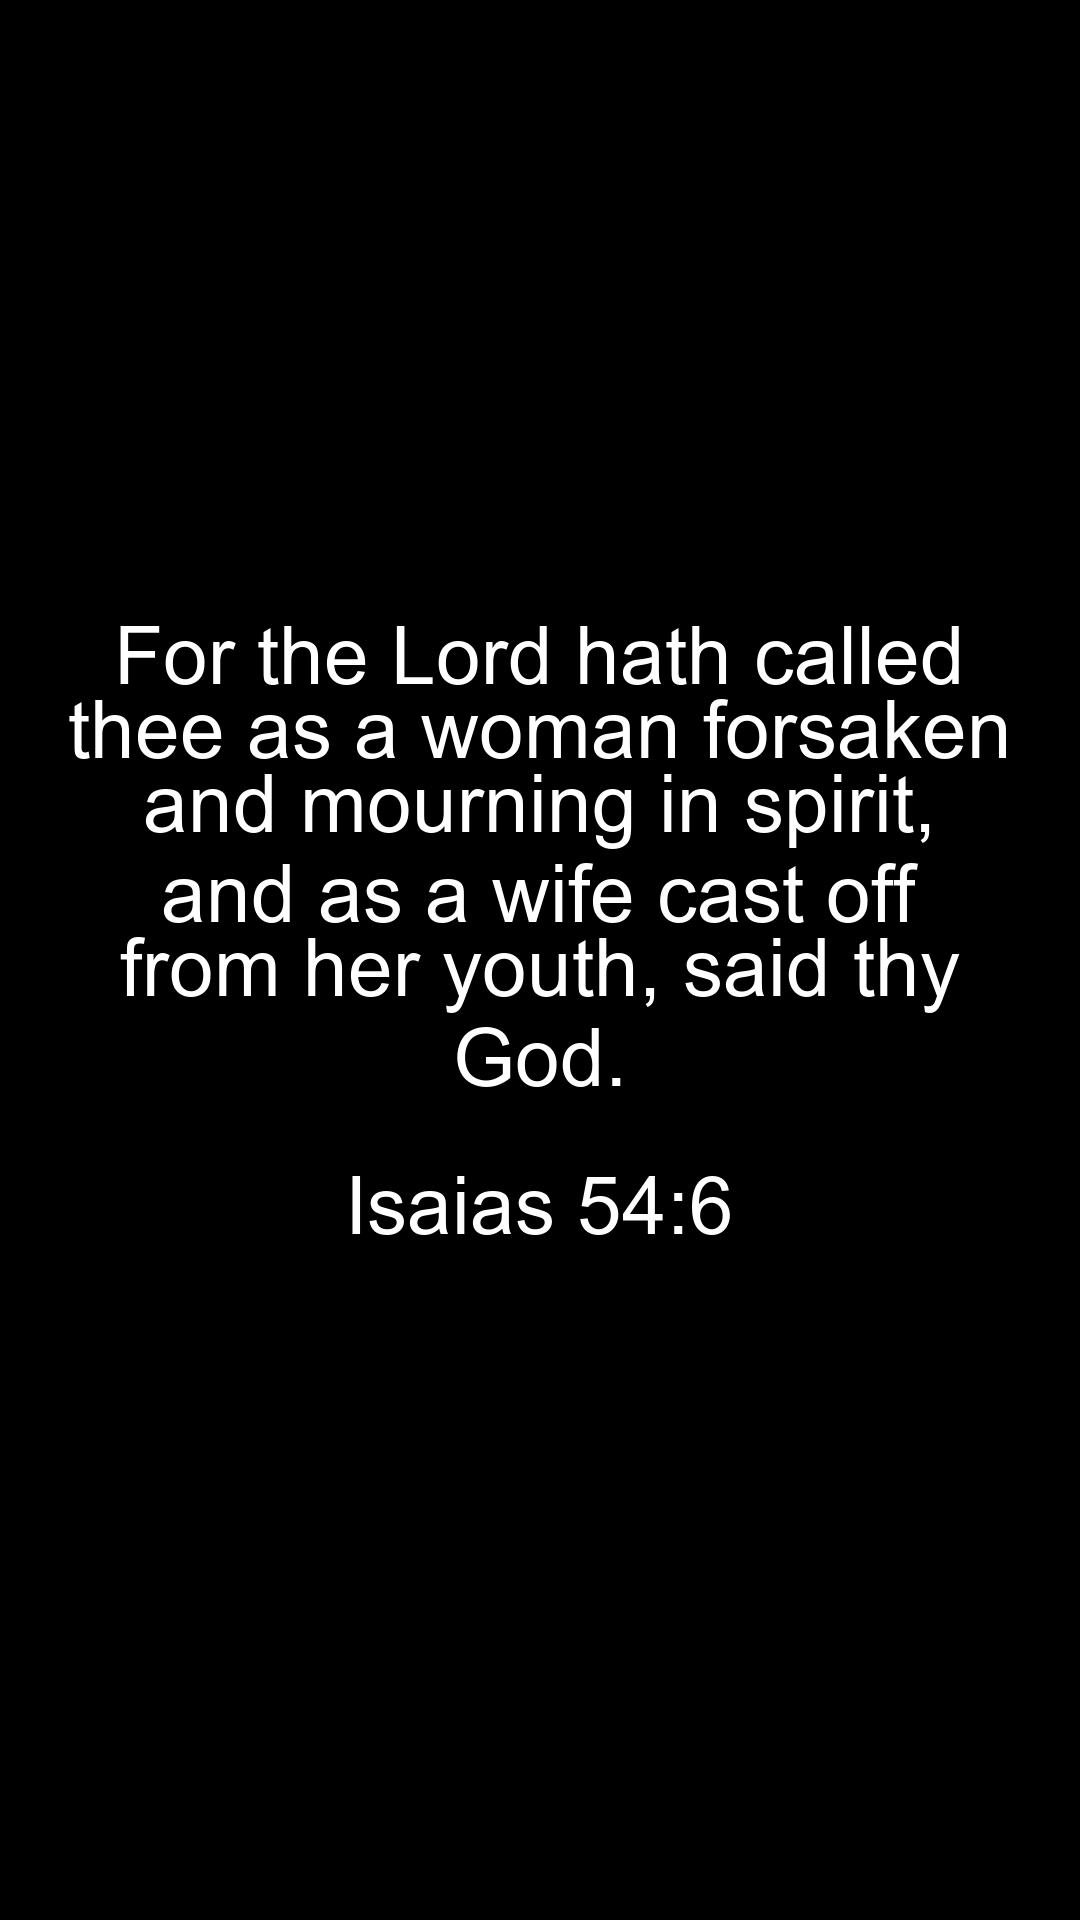 For the Lord hath called
thee as a woman forsaken
and mourning in spirit,
and as a wife cast off
from her youth, said thy
God.
Isaias 54:6